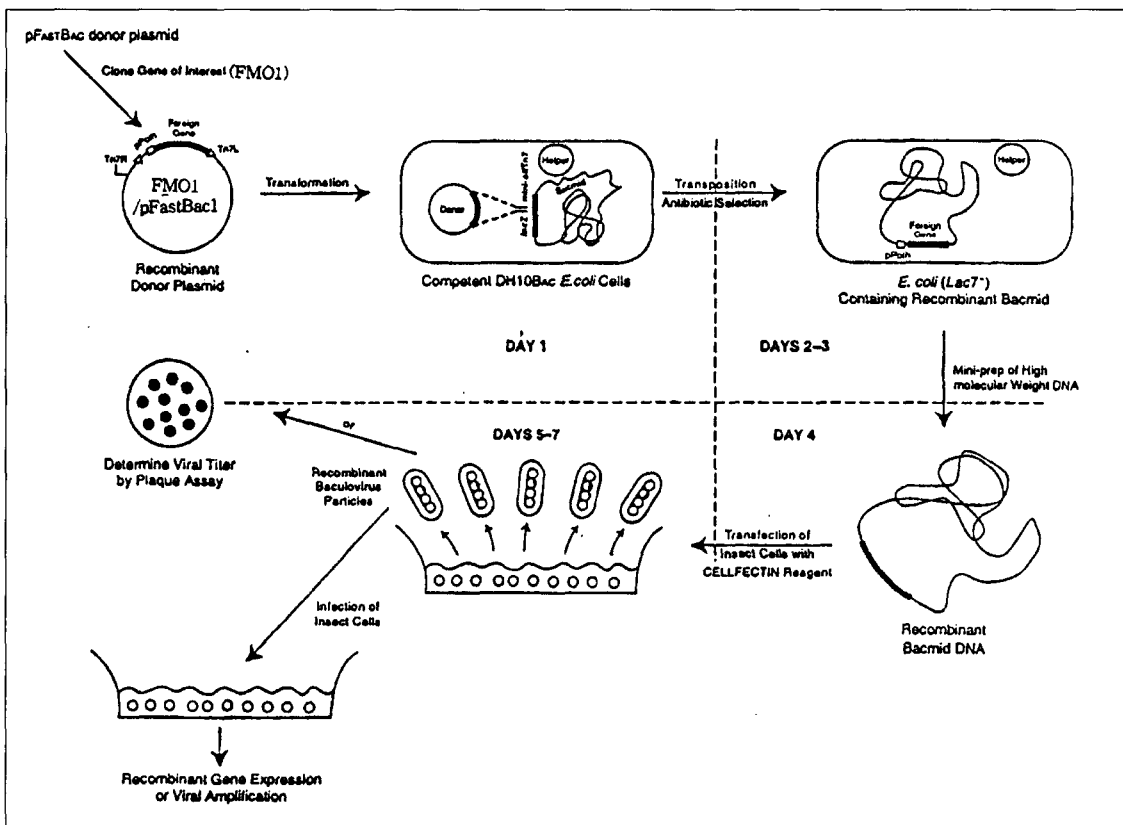 pFASTBAC donor plasmid
Clone Gene of Interest (FMO1)
Foreign
Gene
pPolh
Tn7R
Tn7L
FMO1
/pFastBac1
Recombinant
Donor Plasmid
Transformation
Helper
Donor
lacZ
mini-attTn7
Bacmid
Competent DH10BAC E.coli Cells
Transposition
Antibiotic Selection
Helper
Foreign
Gene
pPolh
E. coli (Lac7⁻)
Containing Recombinant Bacmid
DAY 1
DAYS 2–3
Mini-prep of High
molecular Weight DNA
DAYS 5–7
DAY 4
or
Determine Viral Titer
by Plaque Assay
Recombinant
Baculovirus
Particles
Transfection of
Insect Cells with
CELLFECTIN Reagent
Recombinant
Bacmid DNA
Infection of
Insect Cells
Recombinant Gene Expression
or Viral Amplification